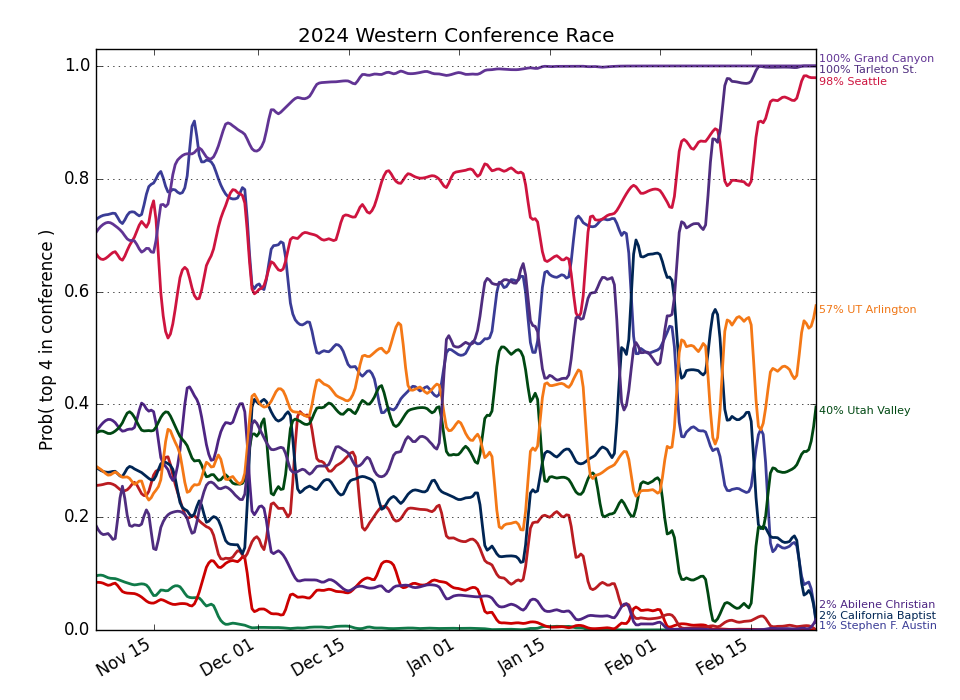 2024 Western Conference Race
Prob( top 4 in conference )
1.0
0.8
0.6
0.4
0.2
0.0
Nov 15
Dec 01
Dec 15
Jan 01
Jan 15
Feb 01
Feb 15
100% Grand Canyon
100% Tarleton St.
98% Seattle
57% UT Arlington
40% Utah Valley
2% Abilene Christian
2% California Baptist
1% Stephen F. Austin